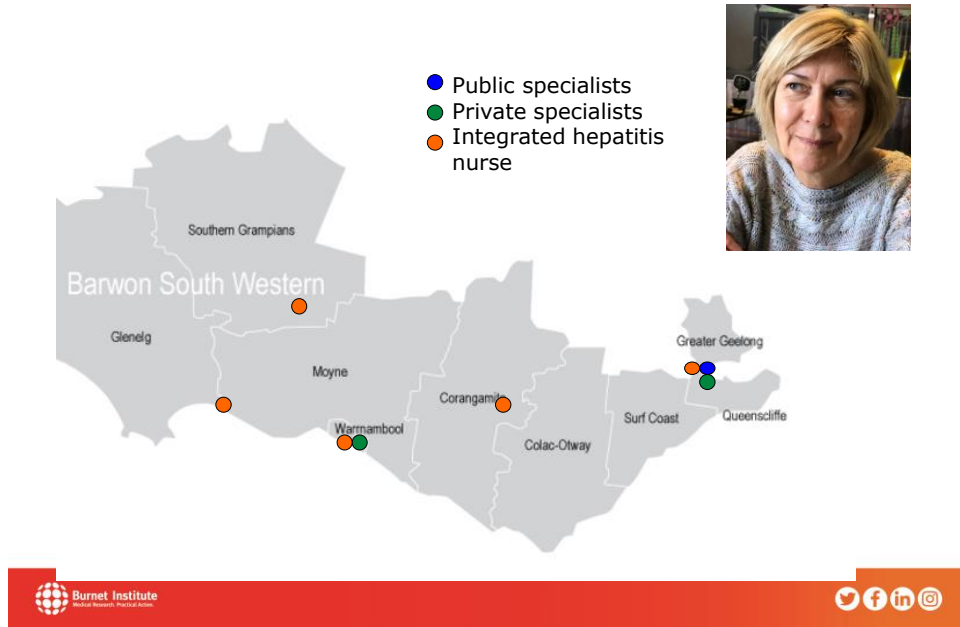 Public specialists
Private specialists
Integrated hepatitis
nurse
Southern Grampians
Barwon South Western
Glenelg
Greater Geelong
Moyne
Corangamite
Warrnambool
Surf Coast
Queenscliffe
Colac-Otway
Burnet Institute
Medical Research. Practical Action.